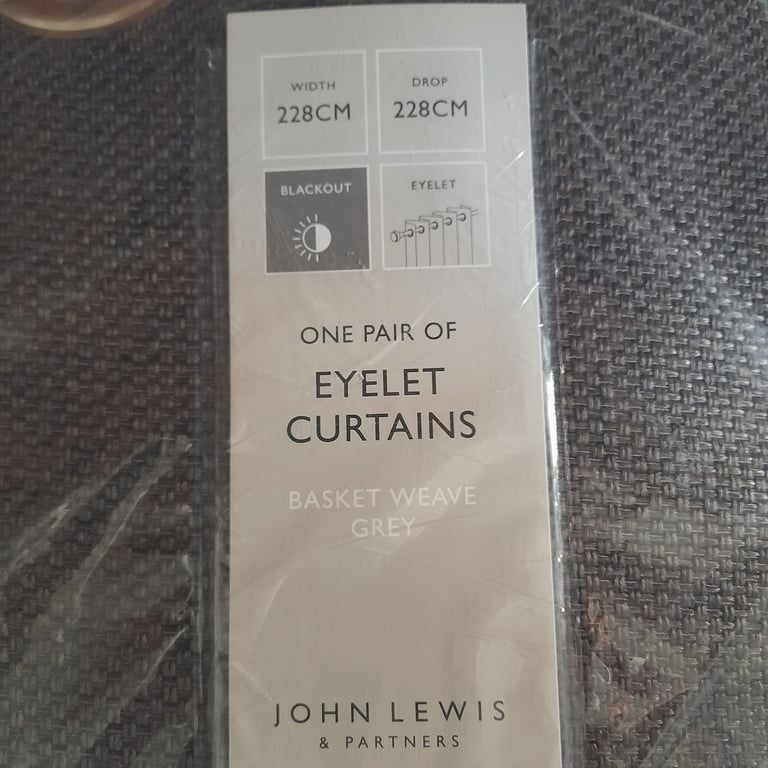 WIDTH
228CM
DROP
228CM
BLACKOUT
EYELET
ONE PAIR OF
EYELET
CURTAINS
BASKET WEAVE
GREY
JOHN LEWIS
& PARTNERS